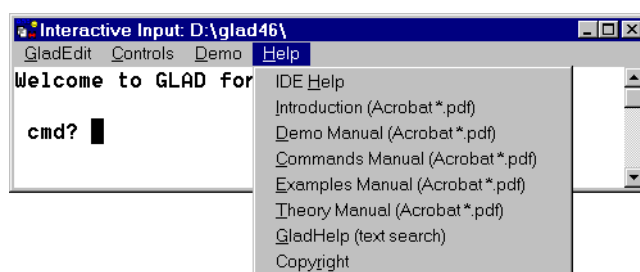 Interactive Input: D:\glad46\
GladEdit Controls Demo Help
Welcome to GLAD for
cmd?
IDE Help
Introduction (Acrobat *.pdf)
Demo Manual (Acrobat *.pdf)
Commands Manual (Acrobat *.pdf)
Examples Manual (Acrobat *.pdf)
Theory Manual (Acrobat *.pdf)
GladHelp (text search)
Copyright